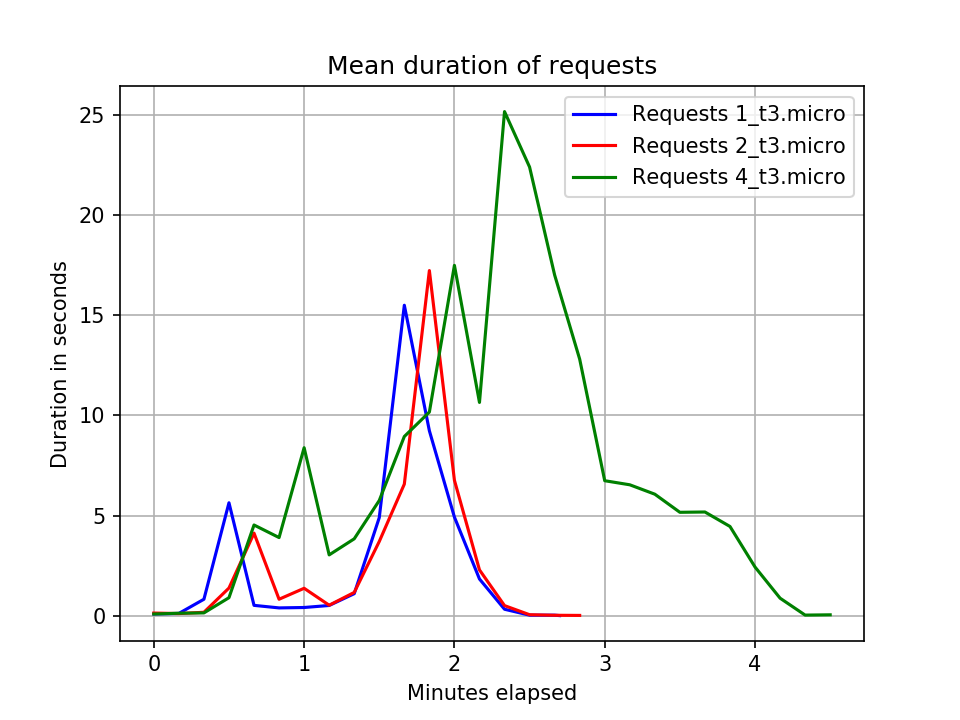 Mean duration of requests
Requests 1_t3.micro
Requests 2_t3.micro
Requests 4_t3.micro
Duration in seconds
25
20
15
10
5
0
0 1 2 3 4
Minutes elapsed